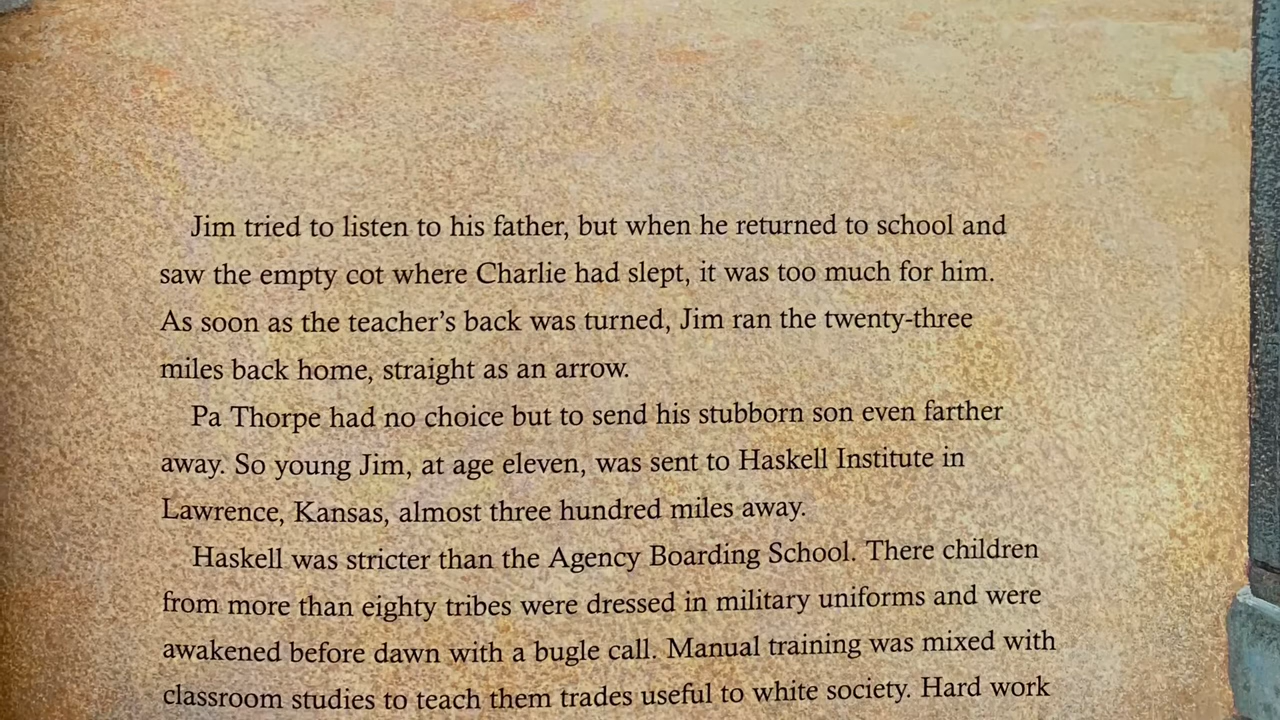 Jim tried to listen to his father, but when he returned to school and
saw the empty cot where Charlie had slept, it was too much for him.
As soon as the teacher’s back was turned, Jim ran the twenty-three
miles back home, straight as an arrow.
Pa Thorpe had no choice but to send his stubborn son even farther
away. So young Jim, at age eleven, was sent to Haskell Institute in
Lawrence, Kansas, almost three hundred miles away.
Haskell was stricter than the Agency Boarding School. There children
from more than eighty tribes were dressed in military uniforms and were
awakened before dawn with a bugle call. Manual training was mixed with
classroom studies to teach them trades useful to white society. Hard work